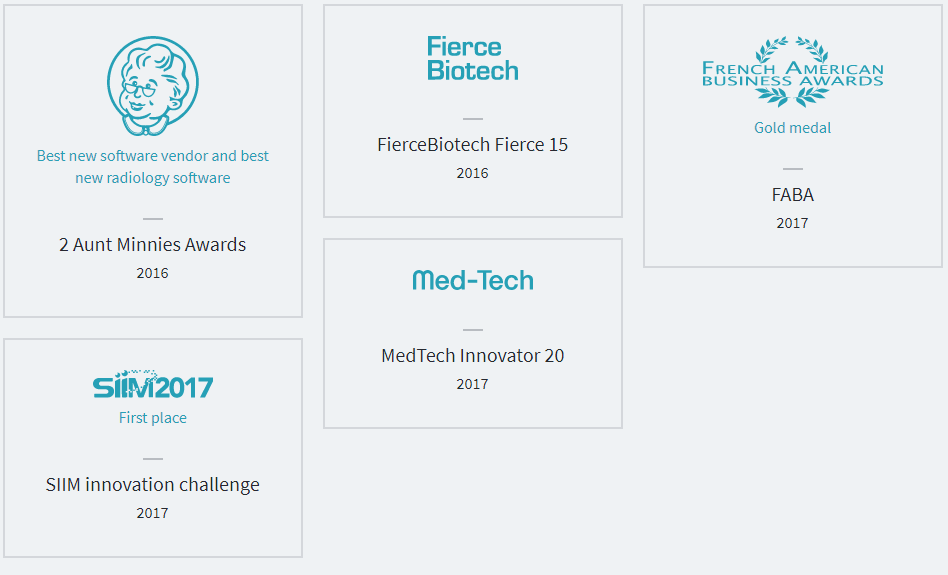 Best new software vendor and best
new radiology software
2 Aunt Minnies Awards
2016
SiiM2017
First place
SIIM innovation challenge
2017
Fierce
Biotech
FierceBiotech Fierce 15
2016
Med-Tech
MedTech Innovator 20
2017
FRENCH AMERICAN
BUSINESS AWARDS
Gold medal
FABA
2017